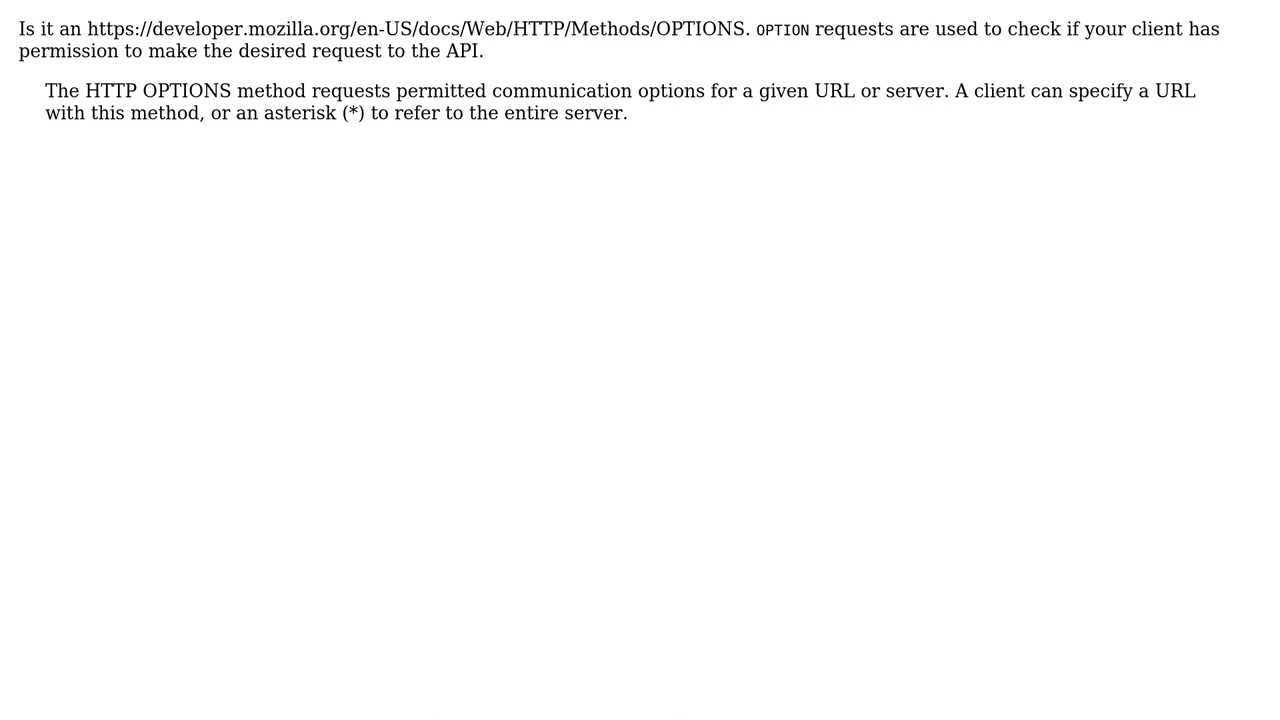 Is it an https://developer.mozilla.org/en-US/docs/Web/HTTP/Methods/OPTIONS. OPTION requests are used to check if your client has
permission to make the desired request to the API.
The HTTP OPTIONS method requests permitted communication options for a given URL or server. A client can specify a URL
with this method, or an asterisk (*) to refer to the entire server.